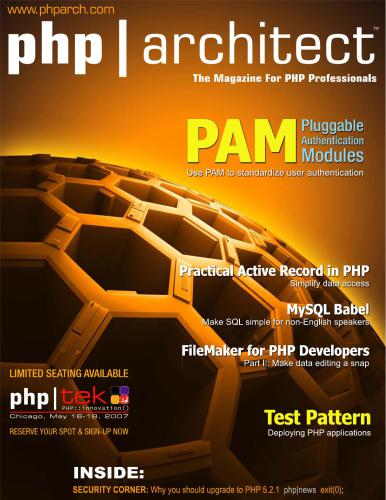 www.phparch.com
php|architect™
The Magazine For PHP Professionals
PAM
Pluggable
Authentication
Modules
Use PAM to standardize user authentication
Practical Active Record in PHP
Simplify data access
MySQL Babel
Make SQL simple for non-English speakers
FileMaker for PHP Developers
Part II: Make data editing a snap
LIMITED SEATING AVAILABLE
php|tek
PHP::Innovation()
Chicago, May 16-18, 2007
RESERVE YOUR SPOT & SIGN-UP NOW
Test Pattern
Deploying PHP applications
INSIDE:
SECURITY CORNER: Why you should upgrade to PHP 5.2.1 php|news exit(0);